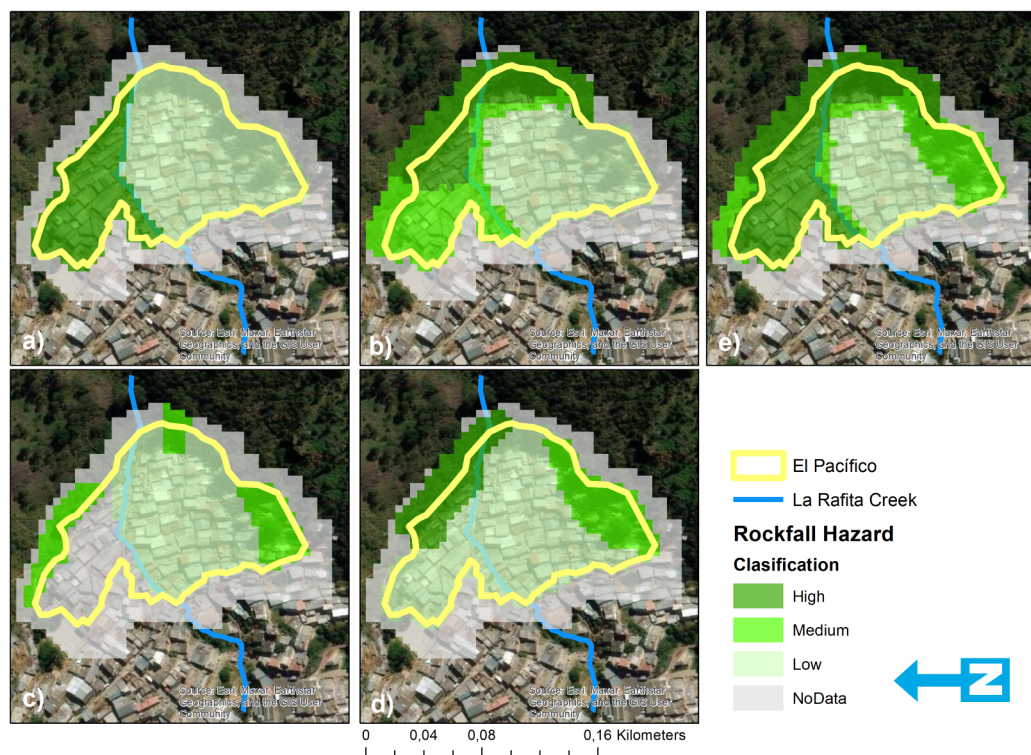 Source: Esri, Maxar, Earthstar
Geographics, and the GIS User
Community
a)
Source: Esri, Maxar, Earthstar
Geographics, and the GIS User
Community
b)
Source: Esri, Maxar, Earthstar
Geographics, and the GIS User
Community
e)
Source: Esri, Maxar, Earthstar
Geographics, and the GIS User
Community
c)
Source: Esri, Maxar, Earthstar
Geographics, and the GIS User
Community
d)
El Pacífico
La Rafita Creek
Rockfall Hazard
Clasification
High
Medium
Low
NoData
N
0 0,04 0,08 0,16 Kilometers